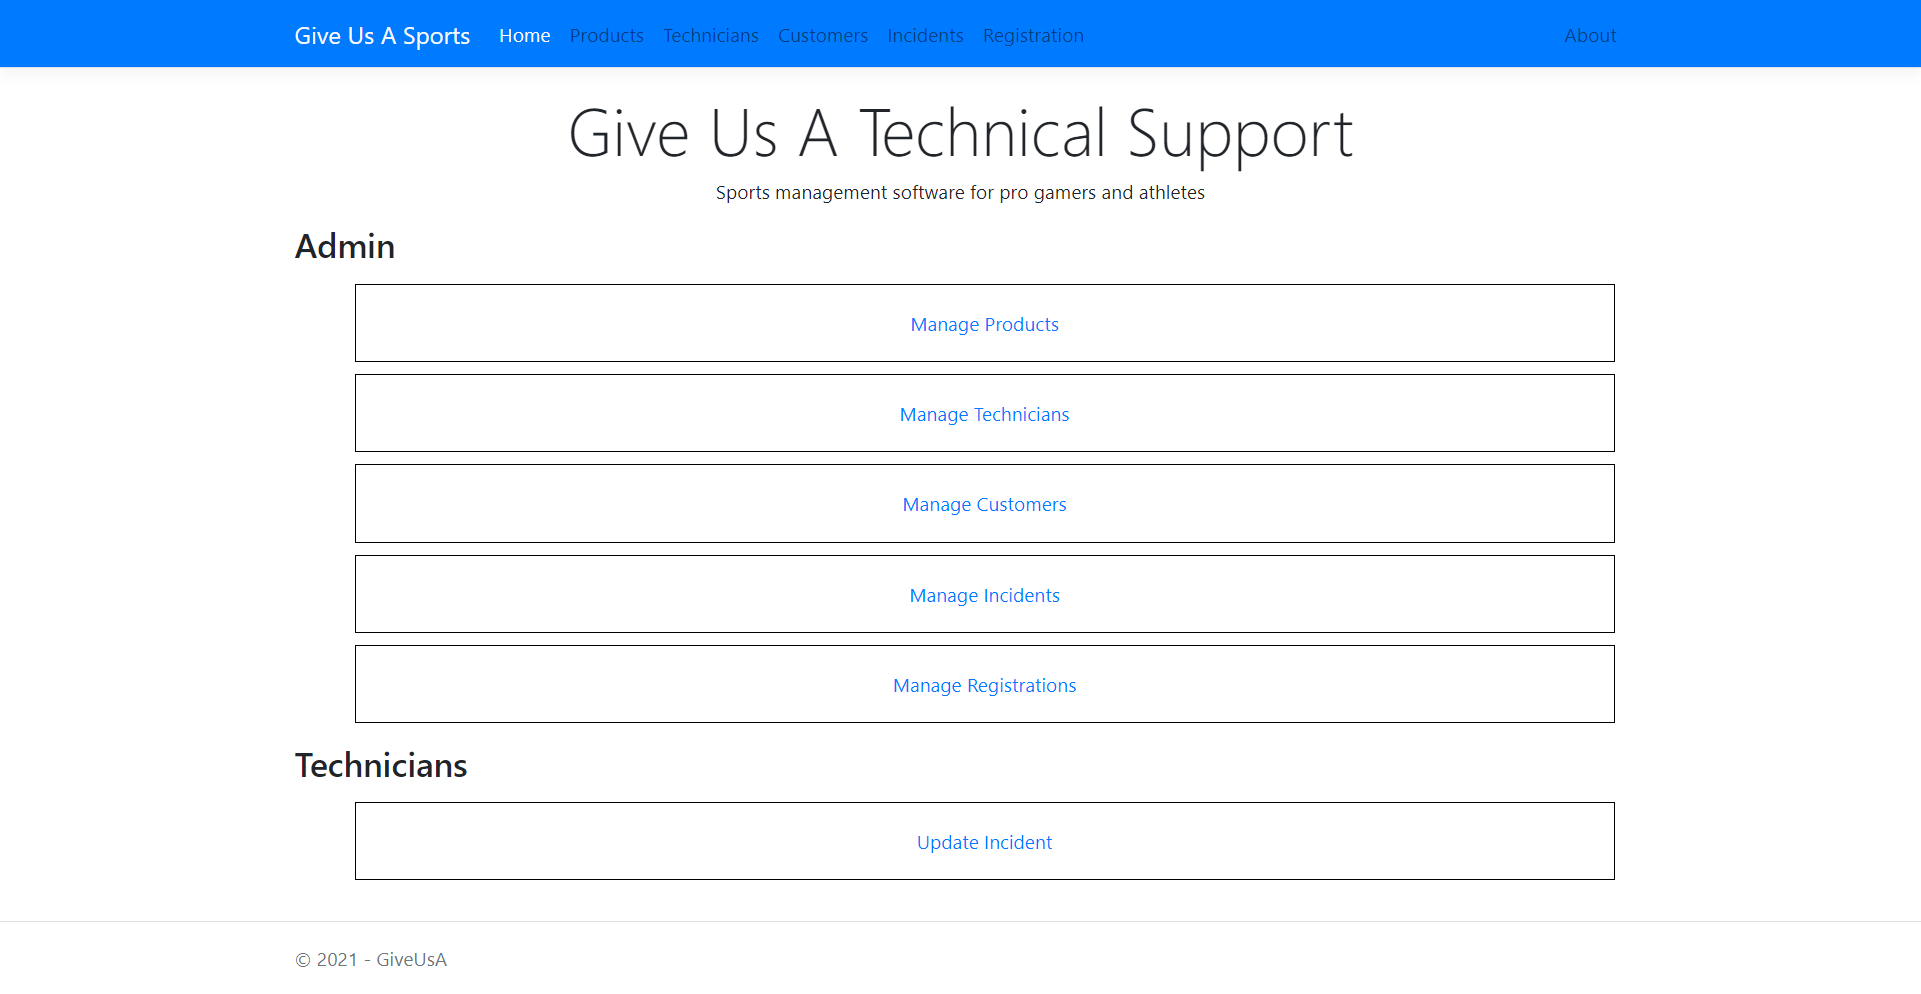 Give Us A Sports Home Products Technicians Customers Incidents Registration About
Give Us A Technical Support
Sports management software for pro gamers and athletes
Admin
Manage Products
Manage Technicians
Manage Customers
Manage Incidents
Manage Registrations
Technicians
Update Incident
© 2021 - GiveUsA